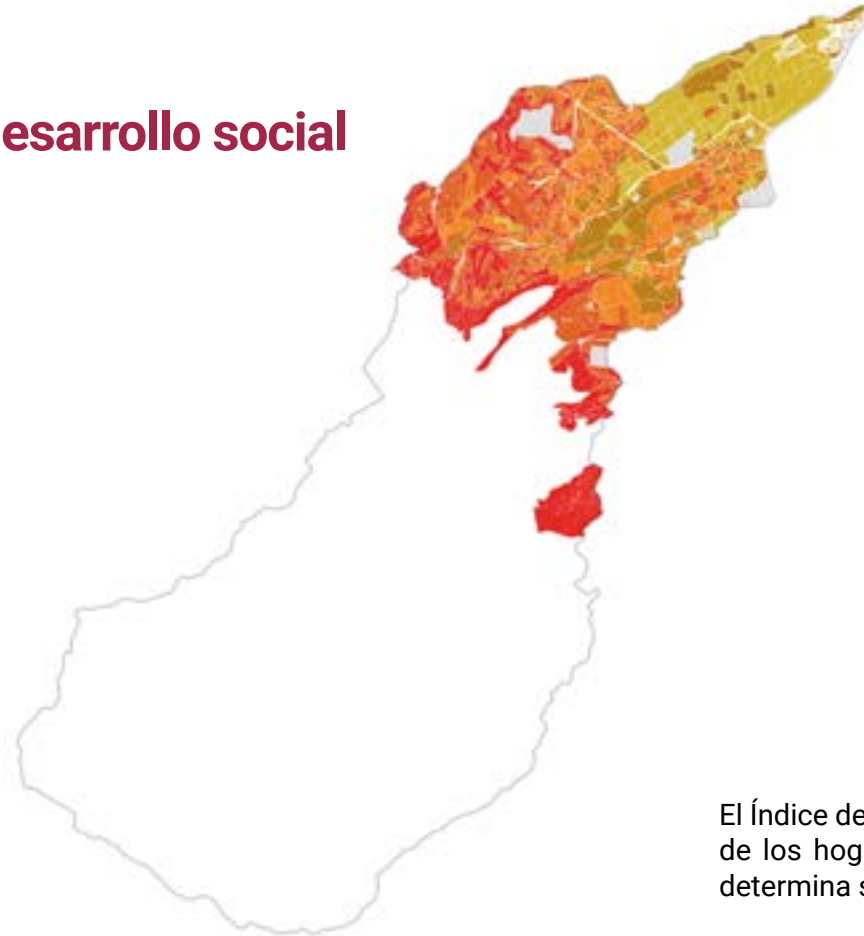 esarrollo social
El Índice de
de los hog
determina s